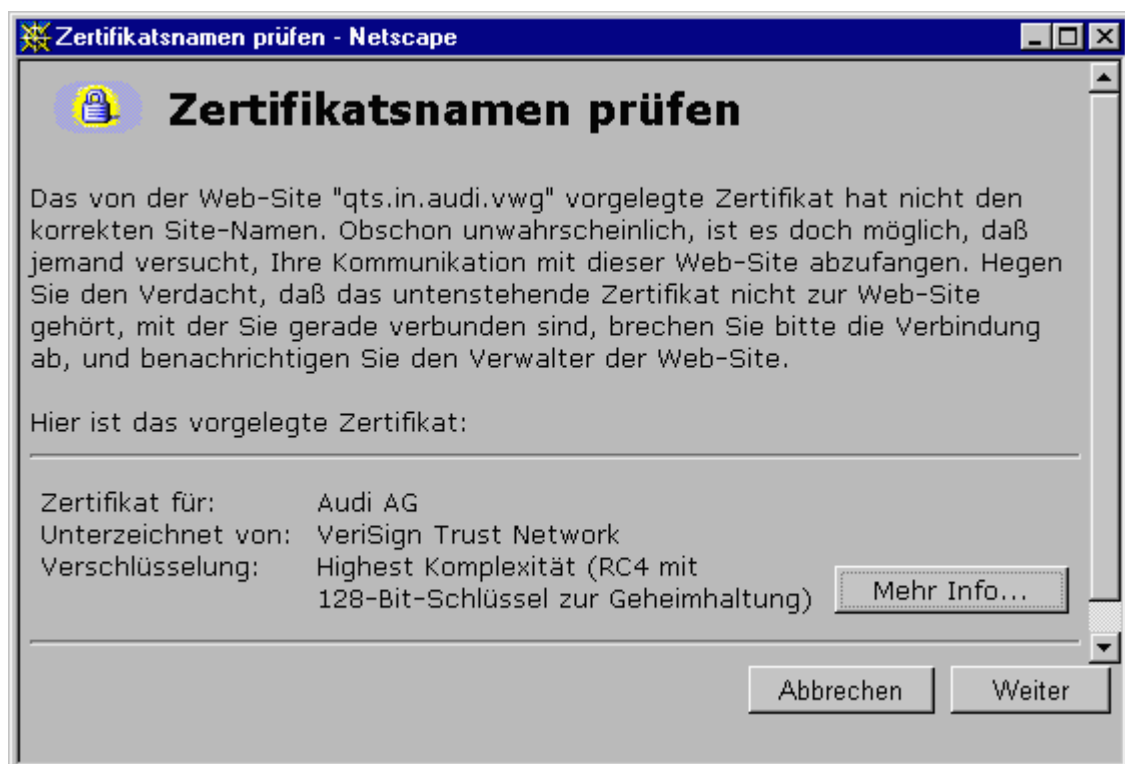 Zertifikatsnamen prüfen - Netscape
Zertifikatsnamen prüfen
Das von der Web-Site "qts.in.audi.vwg" vorgelegte Zertifikat hat nicht den
korrekten Site-Namen. Obschon unwahrscheinlich, ist es doch möglich, daß
jemand versucht, Ihre Kommunikation mit dieser Web-Site abzufangen. Hegen
Sie den Verdacht, daß das untenstehende Zertifikat nicht zur Web-Site
gehört, mit der Sie gerade verbunden sind, brechen Sie bitte die Verbindung
ab, und benachrichtigen Sie den Verwalter der Web-Site.
Hier ist das vorgelegte Zertifikat:
Zertifikat für: Audi AG
Unterzeichnet von: VeriSign Trust Network
Verschlüsselung: Highest Komplexität (RC4 mit
128-Bit-Schlüssel zur Geheimhaltung)
Mehr Info...
Abbrechen Weiter